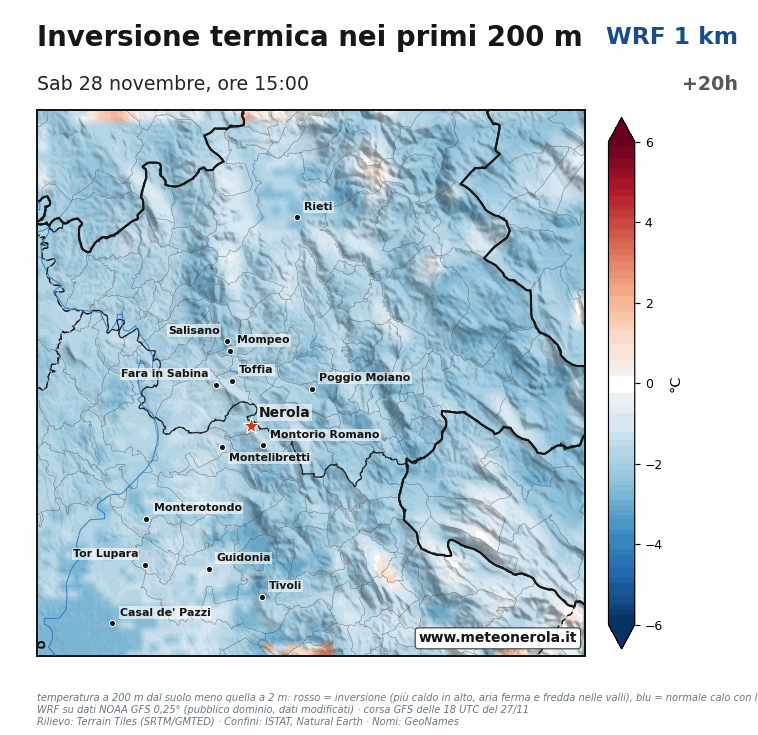 Inversione termica nei primi 200 m WRF 1 km
Sab 28 novembre, ore 15:00 +20h
Rieti
Salisano
Mompeo
Fara in Sabina
Toffia
Poggio Moiano
Nerola
Montorio Romano
Montelibretti
Monterotondo
Tor Lupara
Guidonia
Tivoli
Casal de' Pazzi
www.meteonerola.it
6
4
2
0
−2
−4
−6
°C
temperatura a 200 m dal suolo meno quella a 2 m: rosso = inversione (più caldo in alto, aria ferma e fredda nelle valli), blu = normale calo con
WRF su dati NOAA GFS 0,25° (pubblico dominio, dati modificati) · corsa GFS delle 18 UTC del 27/11
Rilievo: Terrain Tiles (SRTM/GMTED) · Confini: ISTAT, Natural Earth · Nomi: GeoNames